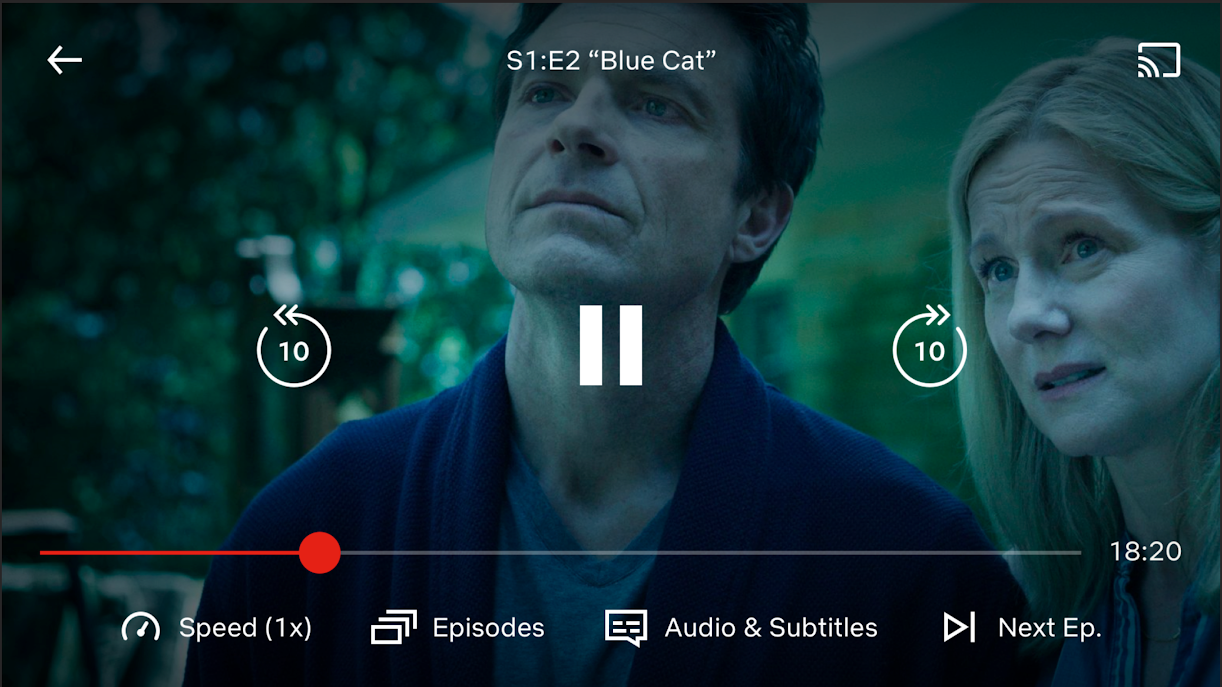 S1:E2 “Blue Cat”
10
10
18:20
Speed (1x)
Episodes
Audio & Subtitles
Next Ep.